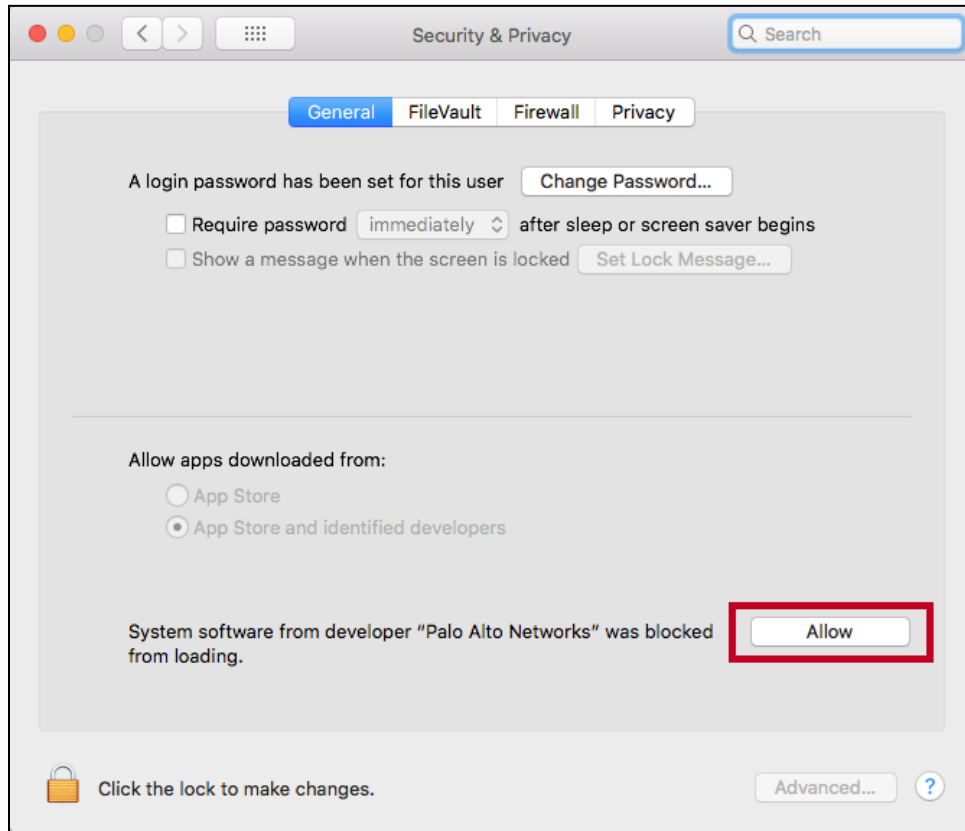 Security & Privacy
Search
General FileVault Firewall Privacy
A login password has been set for this user Change Password...
Require password immediately after sleep or screen saver begins
Show a message when the screen is locked Set Lock Message...
Allow apps downloaded from:
App Store
App Store and identified developers
System software from developer "Palo Alto Networks" was blocked
from loading.
Allow
Click the lock to make changes.
Advanced... ?